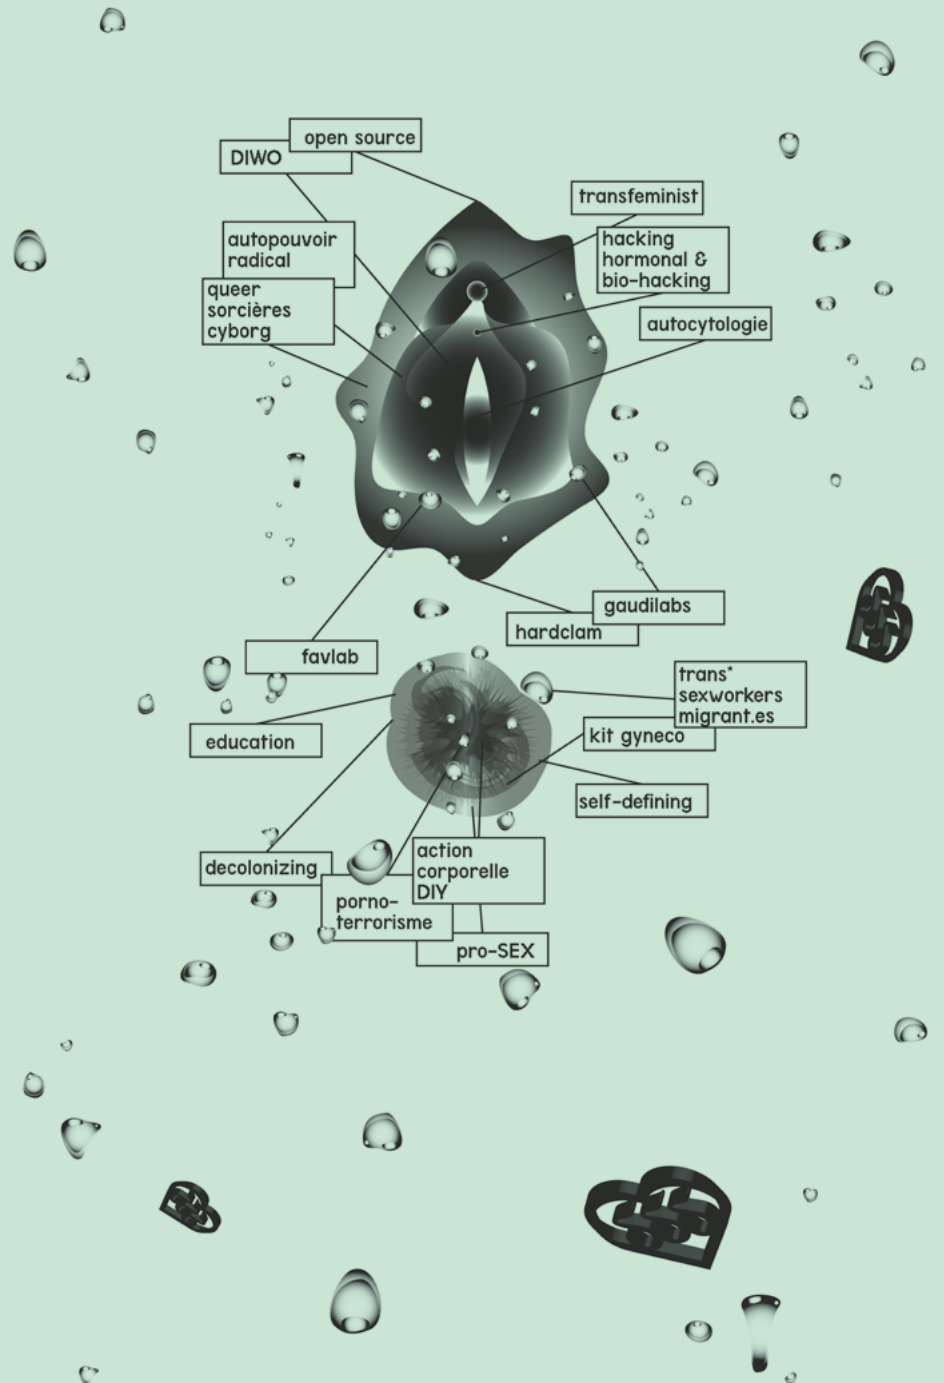 open source
DIWO
transfeminist
autopouvoir
radical
hacking
hormonal &
bio-hacking
queer
sorcières
cyborg
autocytologie
gaudilabs
hardclam
favlab
trans*
sexworkers
migrant.es
education
kit gyneco
self-defining
decolonizing
action
corporelle
DIY
porno-
terrorisme
pro-SEX